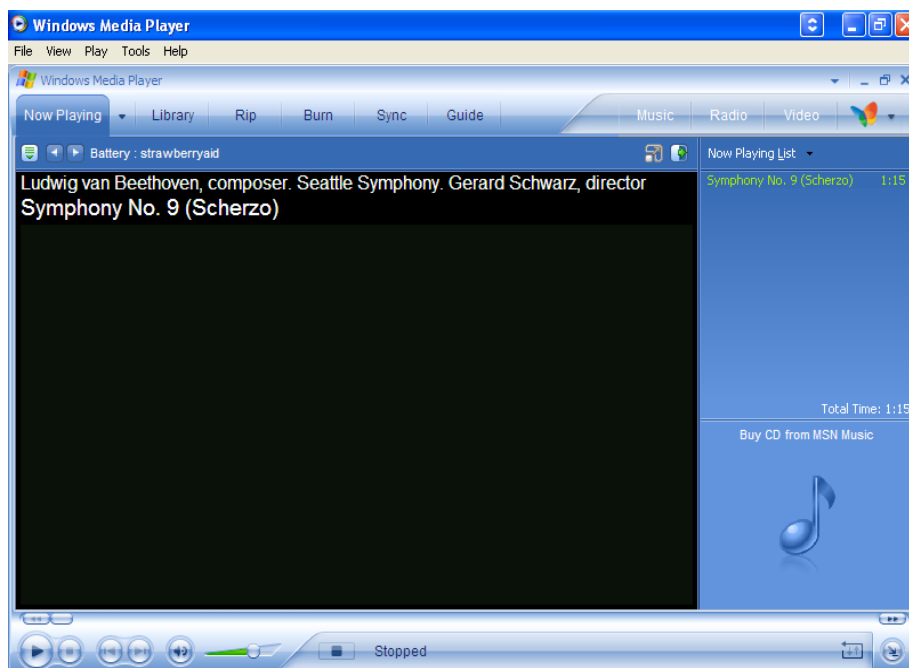 Windows Media Player
File View Play Tools Help
Windows Media Player
Now Playing Library Rip Burn Sync Guide Music Radio Video
Battery : strawberryaid
Now Playing List
Ludwig van Beethoven, composer. Seattle Symphony. Gerard Schwarz, director
Symphony No. 9 (Scherzo)
Symphony No. 9 (Scherzo) 1:15
Total Time: 1:15
Buy CD from MSN Music
Stopped